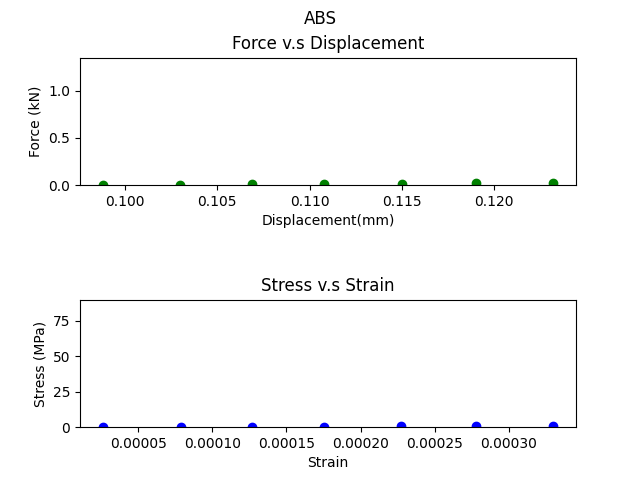 ABS
Force v.s Displacement
1.0
0.5
0.0
Force (kN)
0.100 0.105 0.110 0.115 0.120
Displacement(mm)
Stress v.s Strain
75
50
25
0
Stress (MPa)
0.00005 0.00010 0.00015 0.00020 0.00025 0.00030
Strain